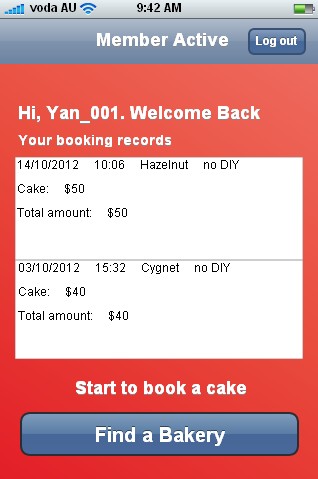 voda AU 9:42 AM
Member Active Log out
Hi, Yan_001. Welcome Back
Your booking records
14/10/2012 10:06 Hazelnut no DIY
Cake: $50
Total amount: $50
03/10/2012 15:32 Cygnet no DIY
Cake: $40
Total amount: $40
Start to book a cake
Find a Bakery